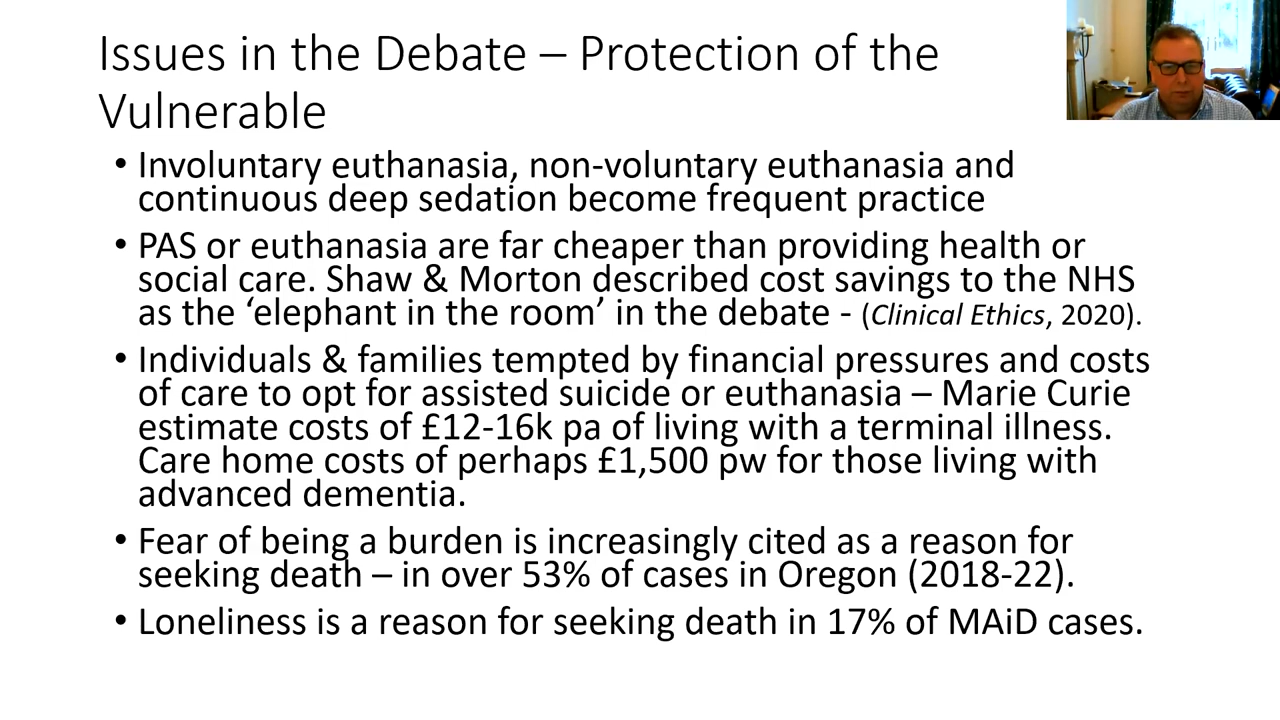 Issues in the Debate – Protection of the
Vulnerable
• Involuntary euthanasia, non-voluntary euthanasia and
continuous deep sedation become frequent practice
• PAS or euthanasia are far cheaper than providing health or
social care. Shaw & Morton described cost savings to the NHS
as the ‘elephant in the room’ in the debate - (Clinical Ethics, 2020).
• Individuals & families tempted by financial pressures and costs
of care to opt for assisted suicide or euthanasia – Marie Curie
estimate costs of £12-16k pa of living with a terminal illness.
Care home costs of perhaps £1,500 pw for those living with
advanced dementia.
• Fear of being a burden is increasingly cited as a reason for
seeking death – in over 53% of cases in Oregon (2018-22).
• Loneliness is a reason for seeking death in 17% of MAiD cases.